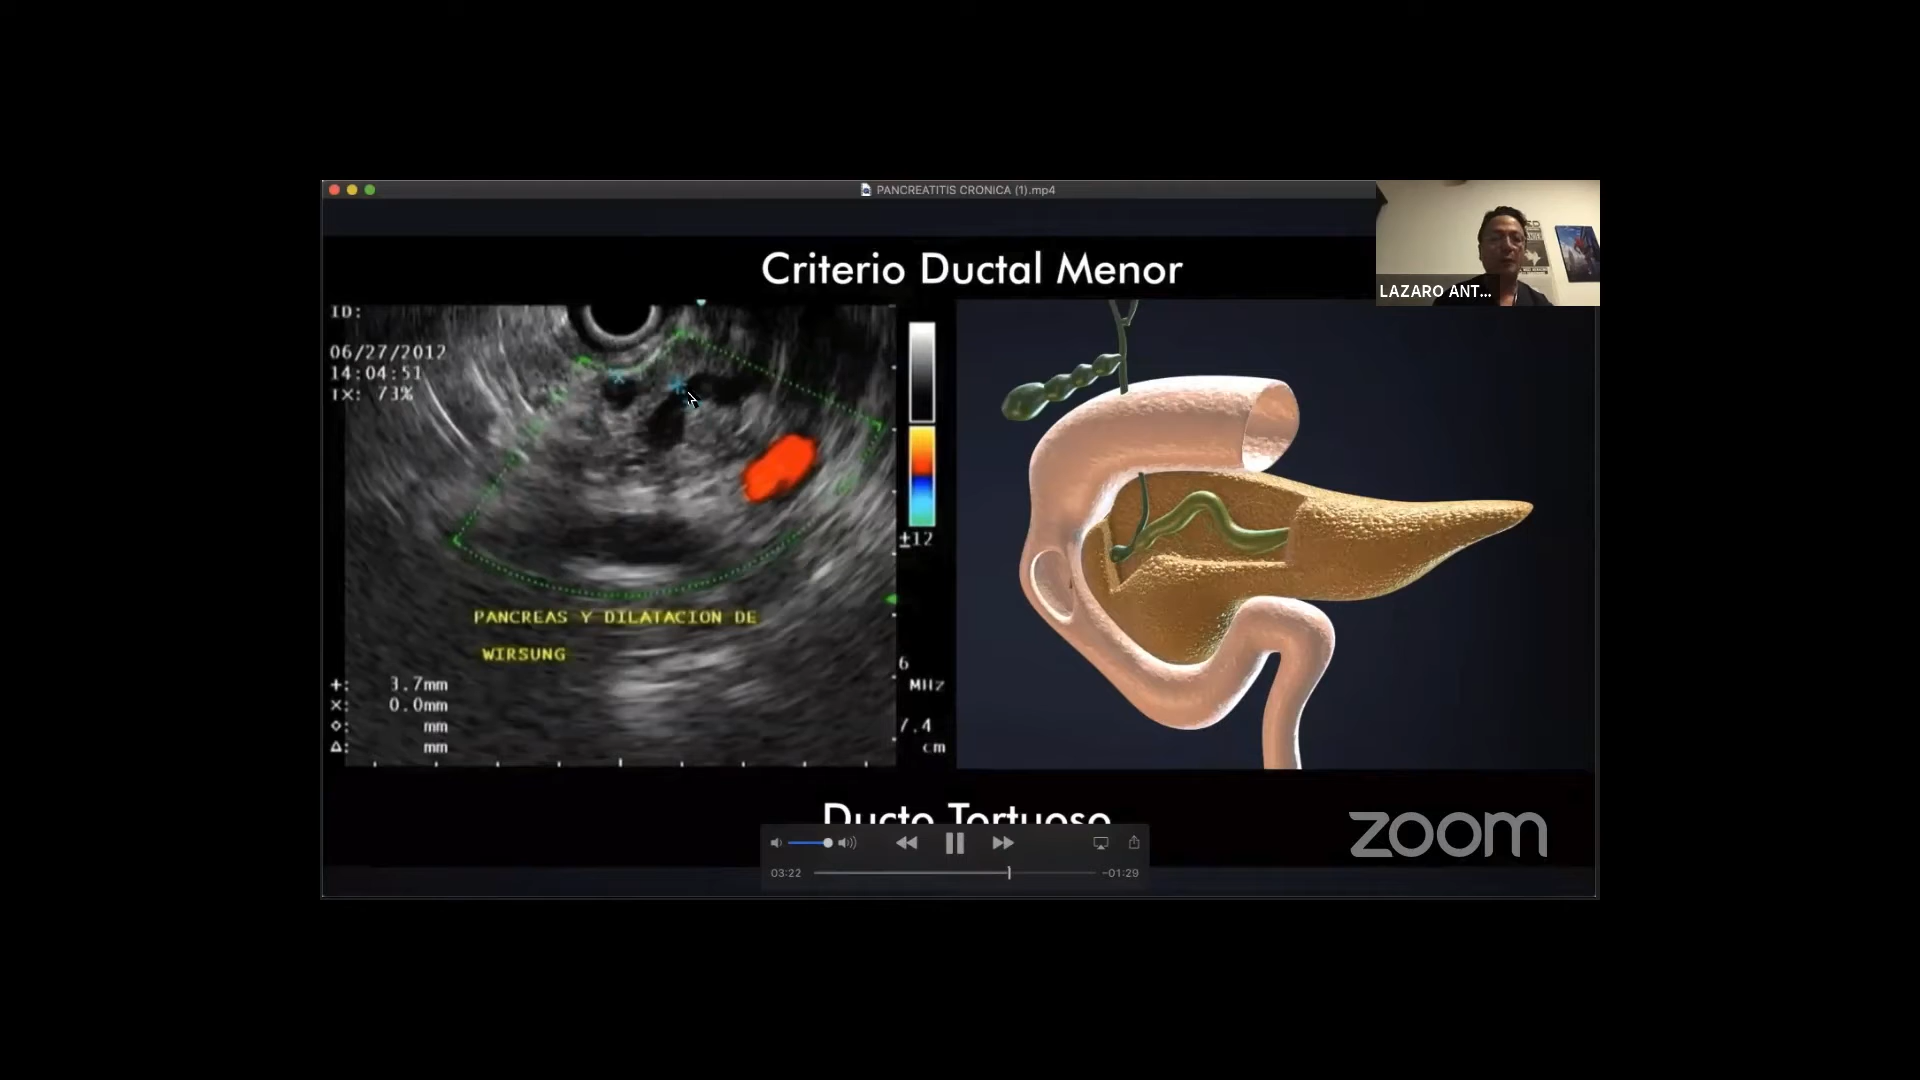 PANCREATITIS CRONICA (1).mp4
LAZARO ANT...
Criterio Ductal Menor
ID:
06/27/2012
14:04:51
TX: 73%
±12
PANCREAS Y DILATACION DE
WIRSUNG
6
MHz
7.4
cm
+: 3.7mm
×: 0.0mm
◇: mm
△: mm
Ducto Tortuoso
zoom
03:22
-01:29